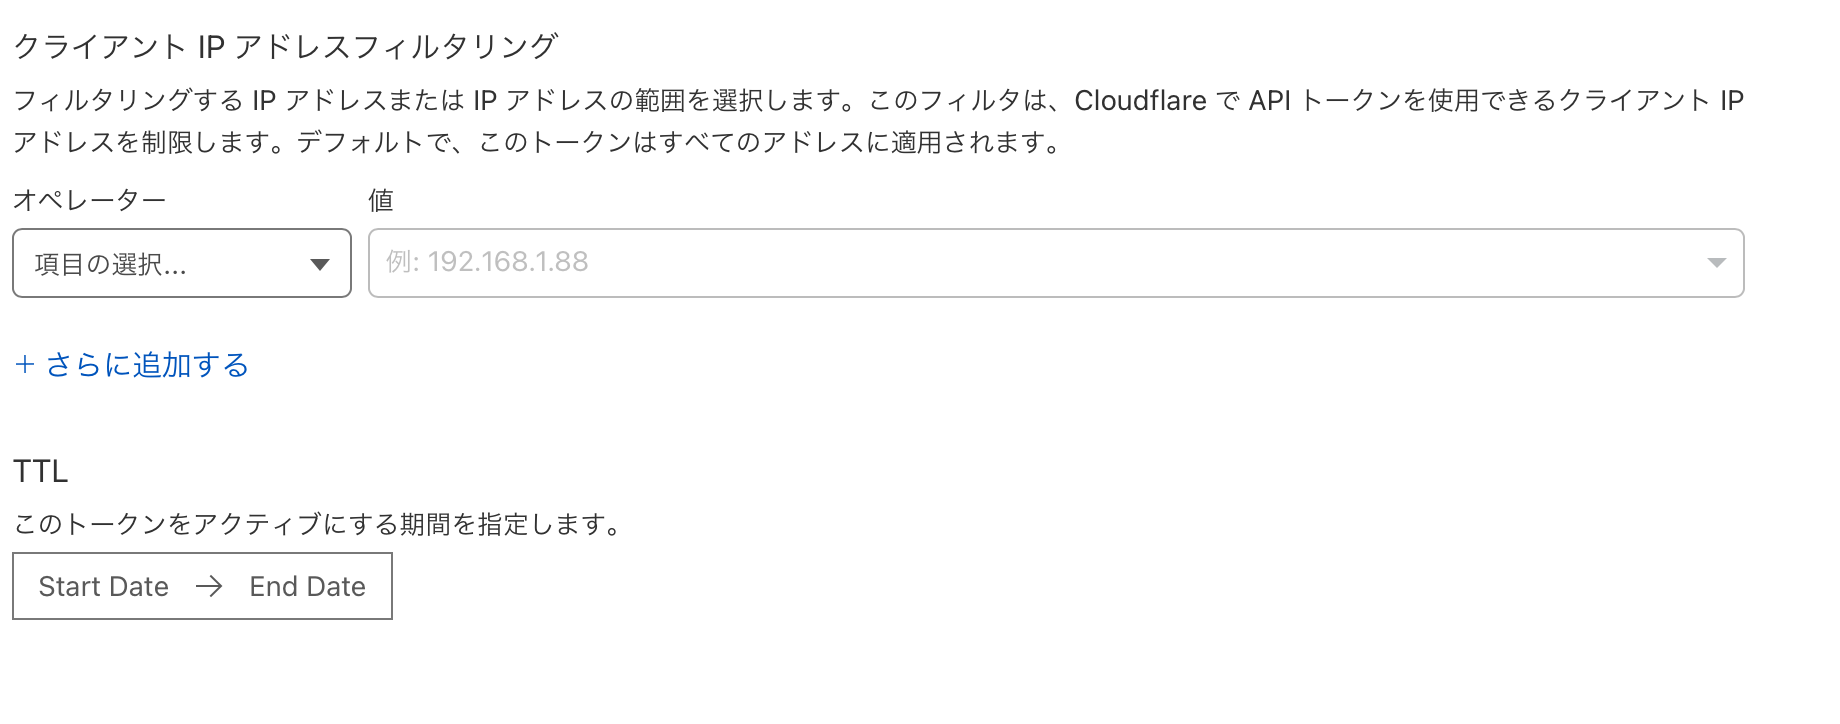 クライアント IP アドレスフィルタリング
フィルタリングする IP アドレスまたは IP アドレスの範囲を選択します。このフィルタは、Cloudflare で API トークンを使用できるクライアント IP
アドレスを制限します。デフォルトで、このトークンはすべてのアドレスに適用されます。
オペレーター 値
項目の選択... 例: 192.168.1.88
+ さらに追加する
TTL
このトークンをアクティブにする期間を指定します。
Start Date → End Date